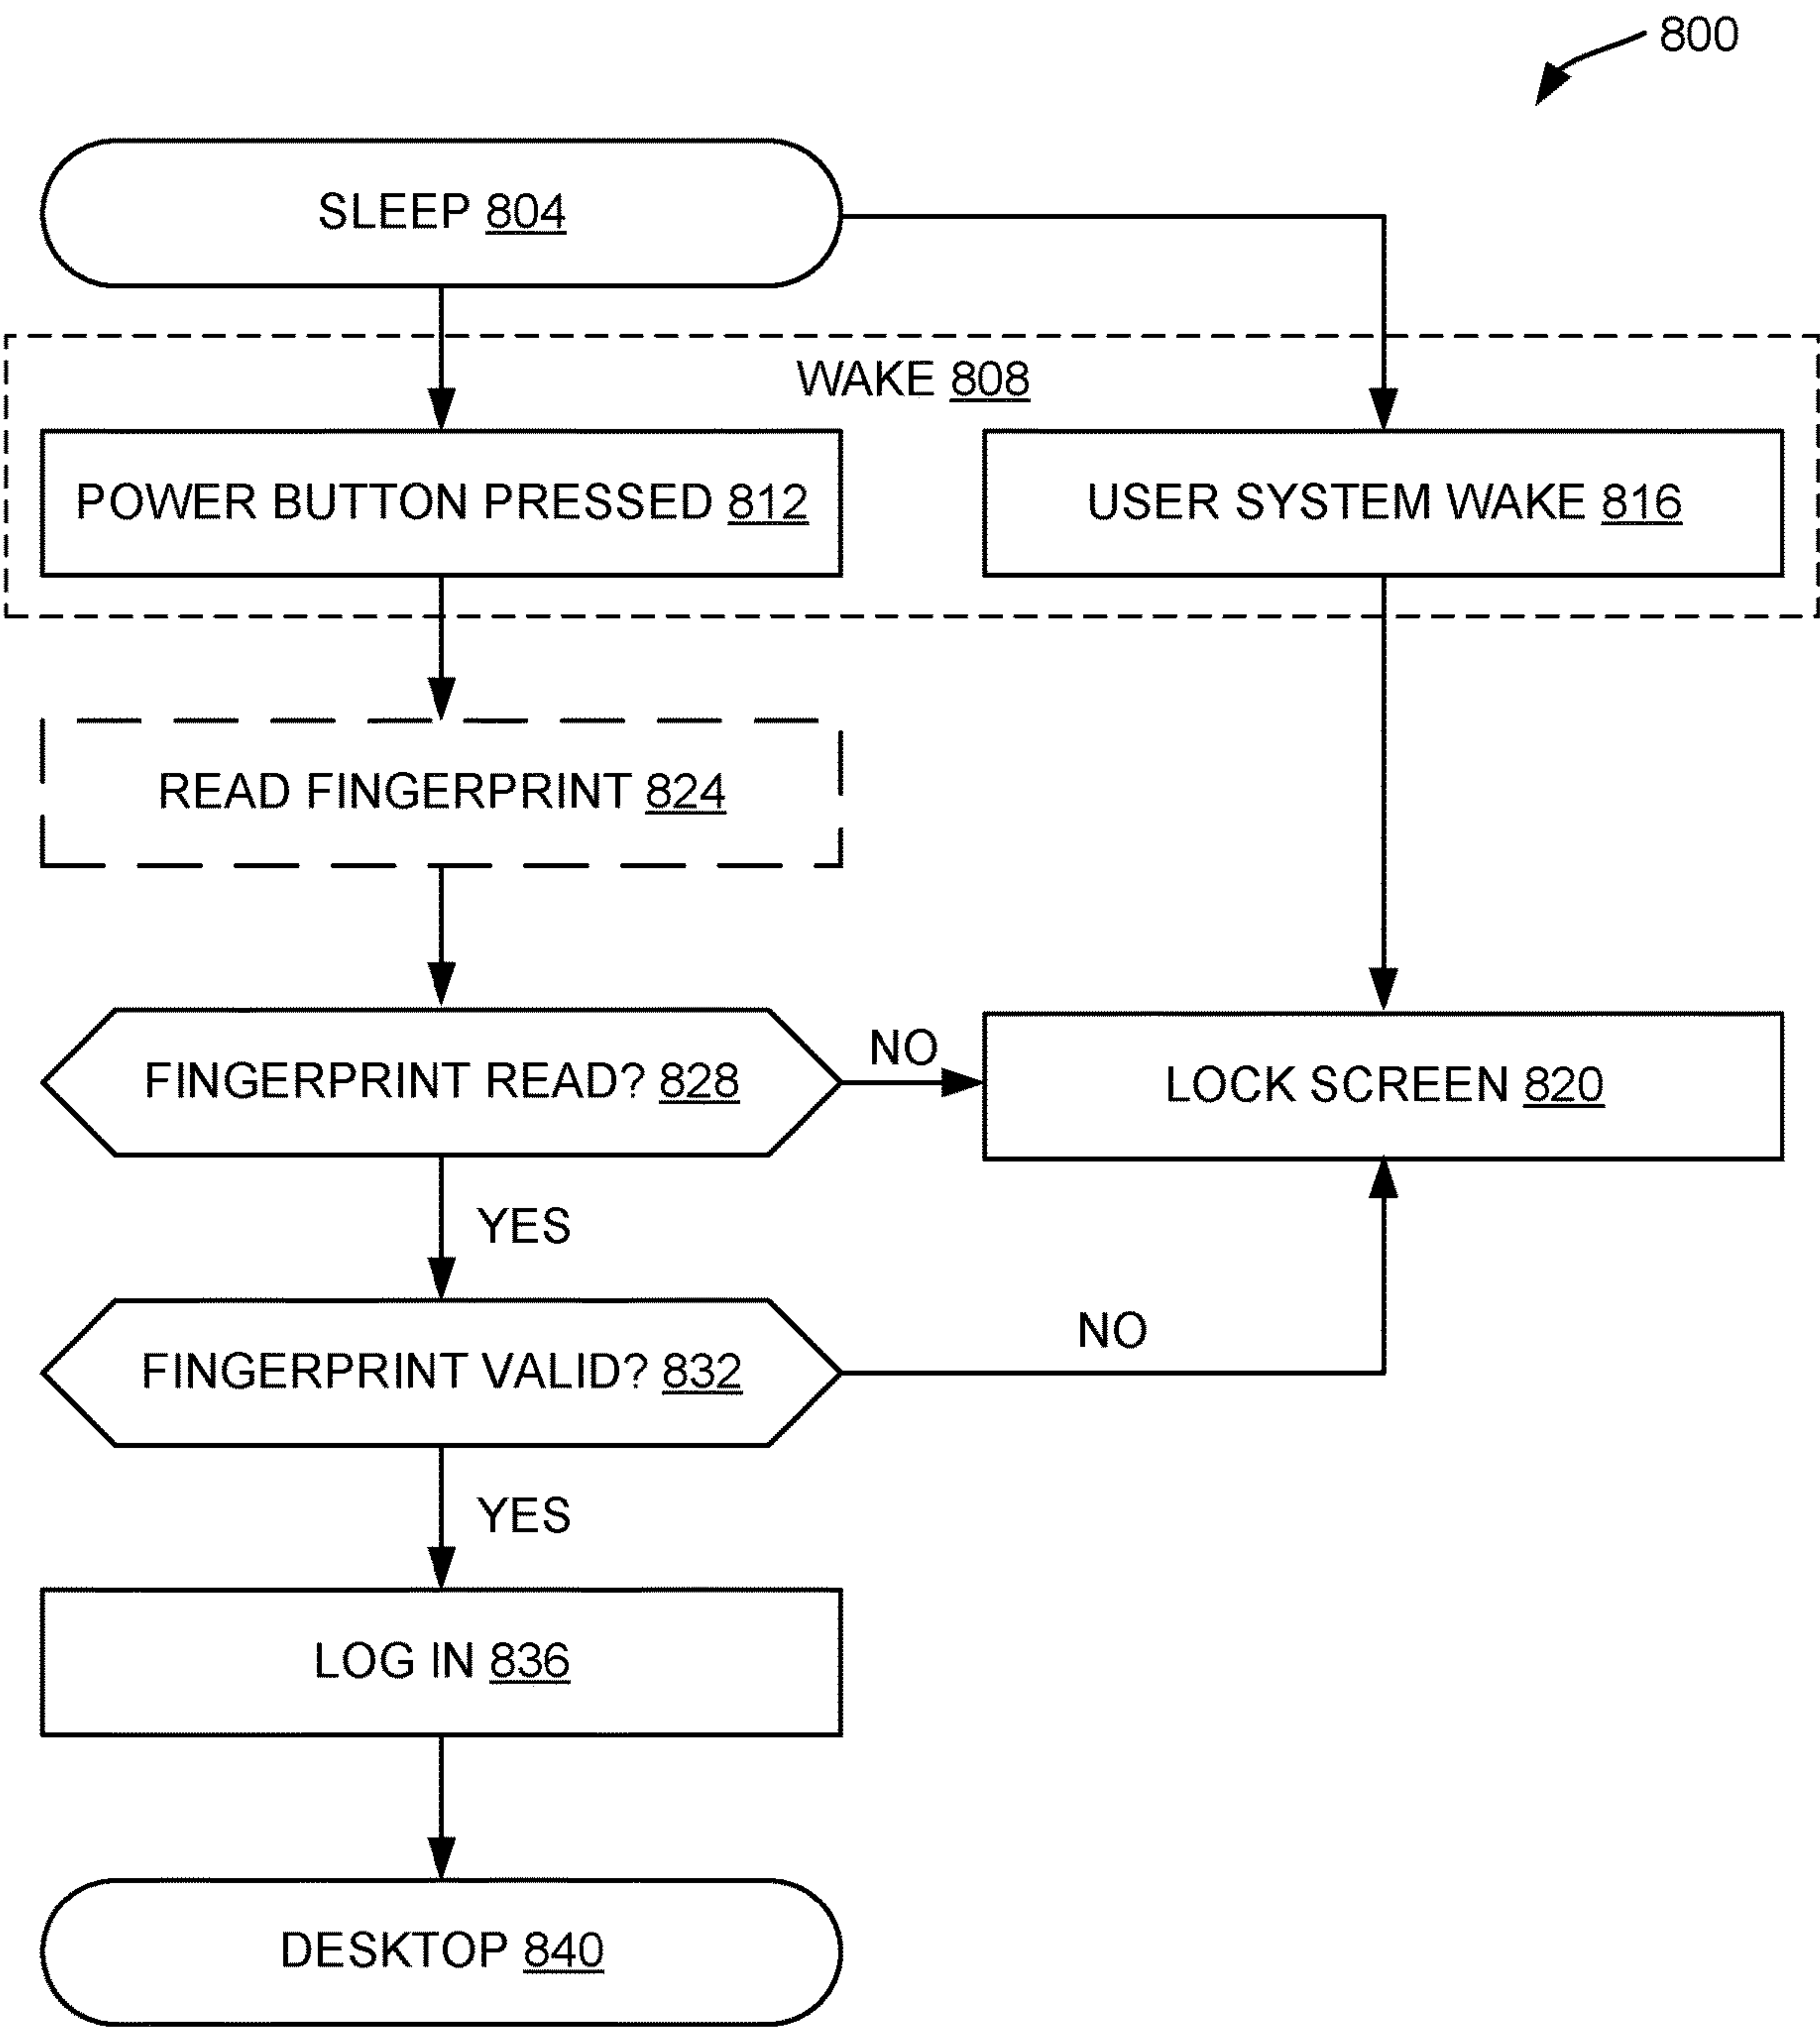 800
SLEEP 804
WAKE 808
POWER BUTTON PRESSED 812
USER SYSTEM WAKE 816
READ FINGERPRINT 824
FINGERPRINT READ? 828
NO
LOCK SCREEN 820
YES
FINGERPRINT VALID? 832
NO
YES
LOG IN 836
DESKTOP 840